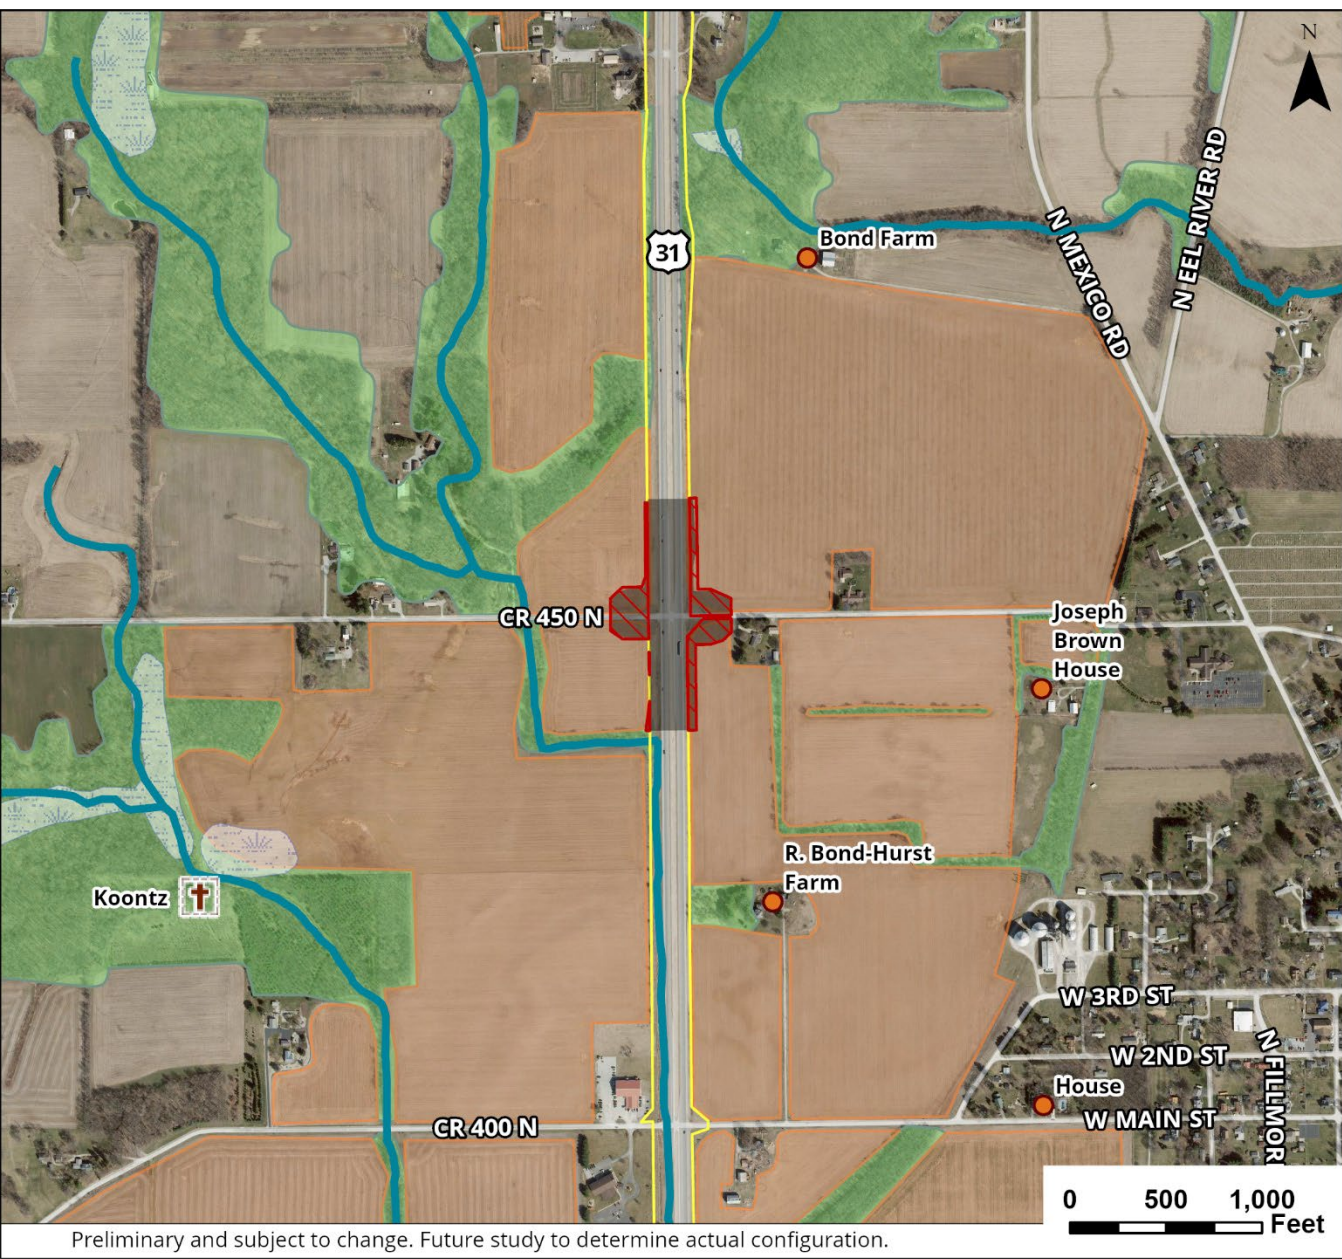 N
N EEL RIVER RD
N MEXICO RD
Bond Farm
31
CR 450 N
Joseph
Brown
House
R. Bond-Hurst
Farm
Koontz
W 3RD ST
W 2ND ST
N FILLMOR
House
W MAIN ST
CR 400 N
0 500 1,000
Feet
Preliminary and subject to change. Future study to determine actual configuration.